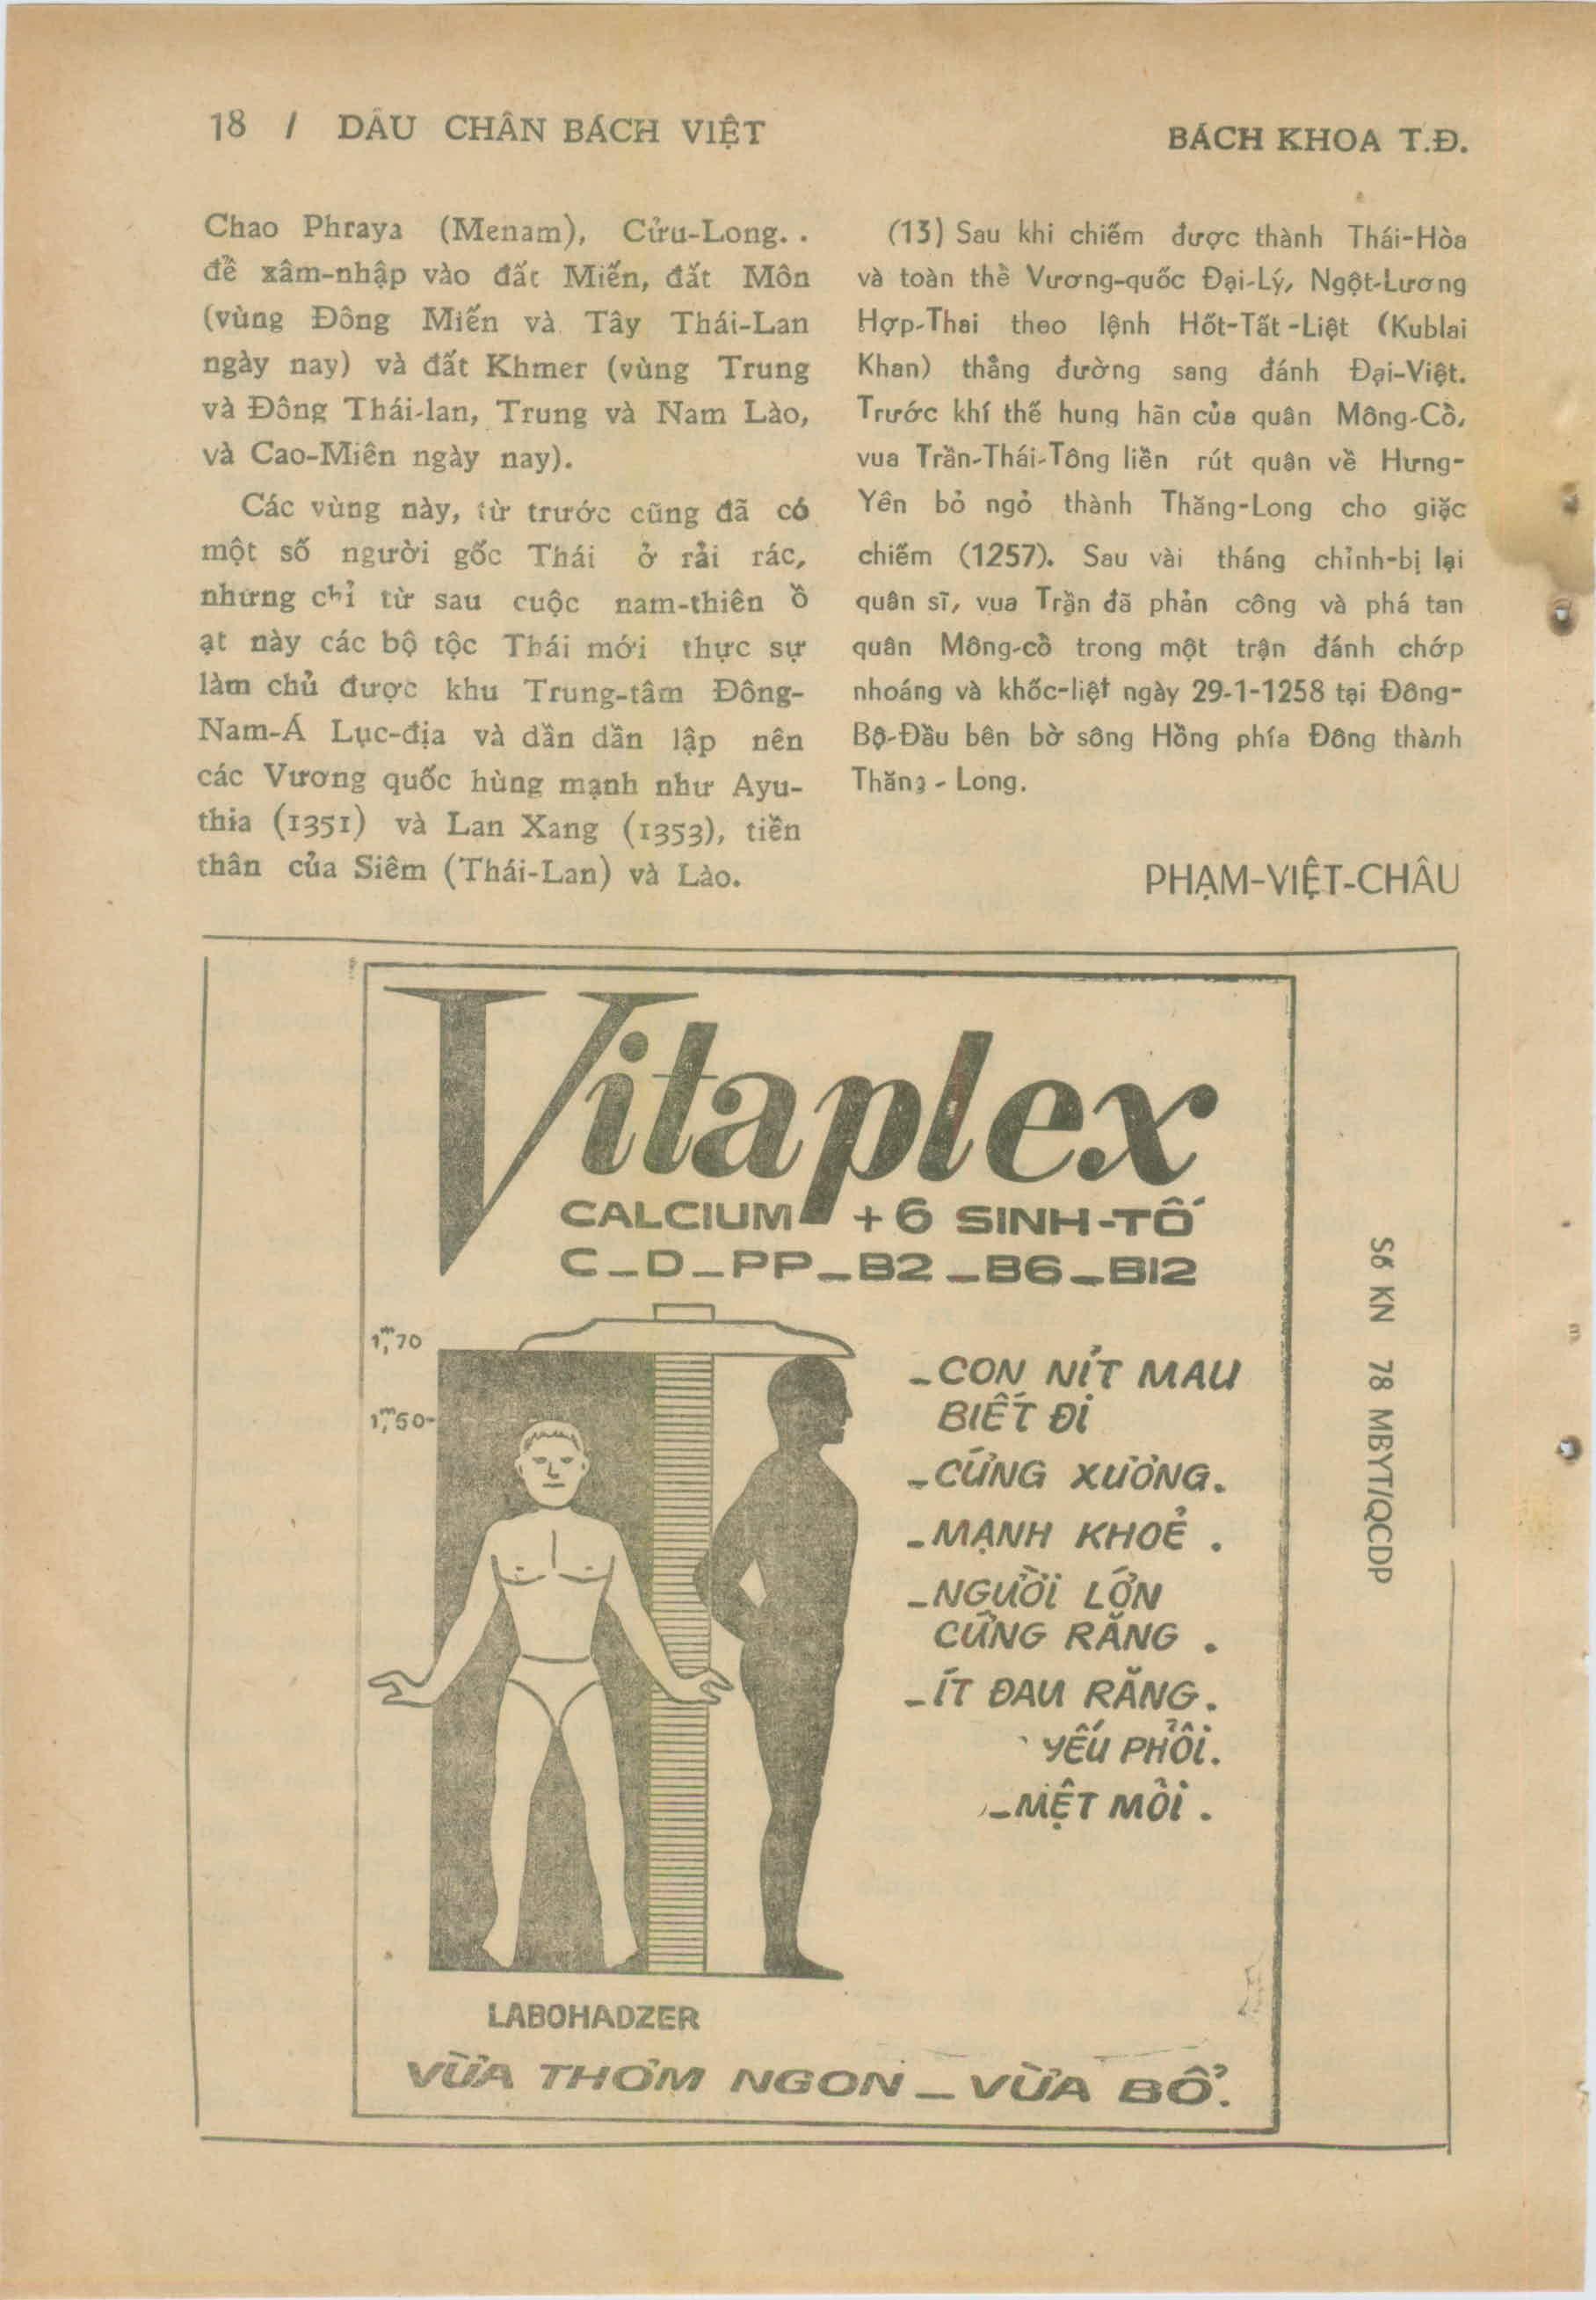 18 / DẤU CHÂN BÁCH VIỆT
BÁCH KHOA T.Đ.
Chao Phraya (Menam), Cửu-Long. .
để xâm-nhập vào đất Miến, đất Môn
(vùng Đông Miến và Tây Thái-Lan
ngày nay) và đất Khmer (vùng Trung
và Đông Thái-lan, Trung và Nam Lào,
và Cao-Miên ngày nay).
Các vùng này, từ trước cũng đã có
một số người gốc Thái ở rải rác,
nhưng chỉ từ sau cuộc nam-thiên ồ
ạt này các bộ tộc Thái mới thực sự
làm chủ được khu Trung-tâm Đông-
Nam-Á Lục-địa và dần dần lập nên
các Vương quốc hùng mạnh như Ayu-
thia (1351) và Lan Xang (1353), tiền
thân của Siêm (Thái-Lan) và Lào.
(13) Sau khi chiếm được thành Thái-Hòa
và toàn thể Vương-quốc Đại-Lý, Ngột-Lương
Hợp-Thai theo lệnh Hốt-Tất-Liệt (Kublai
Khan) thẳng đường sang đánh Đại-Việt.
Trước khí thế hung hãn của quân Mông-Cổ,
vua Trần-Thái-Tông liền rút quân về Hưng-
Yên bỏ ngỏ thành Thăng-Long cho giặc
chiếm (1257). Sau vài tháng chỉnh-bị lại
quân sĩ, vua Trần đã phản công và phá tan
quân Mông-cổ trong một trận đánh chớp
nhoáng và khốc-liệt ngày 29-1-1258 tại Đông-
Bộ-Đầu bên bờ sông Hồng phía Đông thành
Thăng - Long.
PHẠM-VIỆT-CHÂU
Vitaplex
CALCIUM + 6 SINH-TỐ
C_D_PP_B2_B6_B12
1,m70
1,m50-
_CON NÍT MAU
BIẾT ĐI
_CỨNG XƯƠNG.
_MẠNH KHOẺ .
_NGƯỜI LỚN
CỨNG RĂNG .
_ÍT ĐAU RĂNG.
YẾU PHỔI.
_MỆT MỎI .
LABOHADZER
VỪA THƠM NGON _ VỪA BỔ.
Số KN 78 MBYT/QCDP